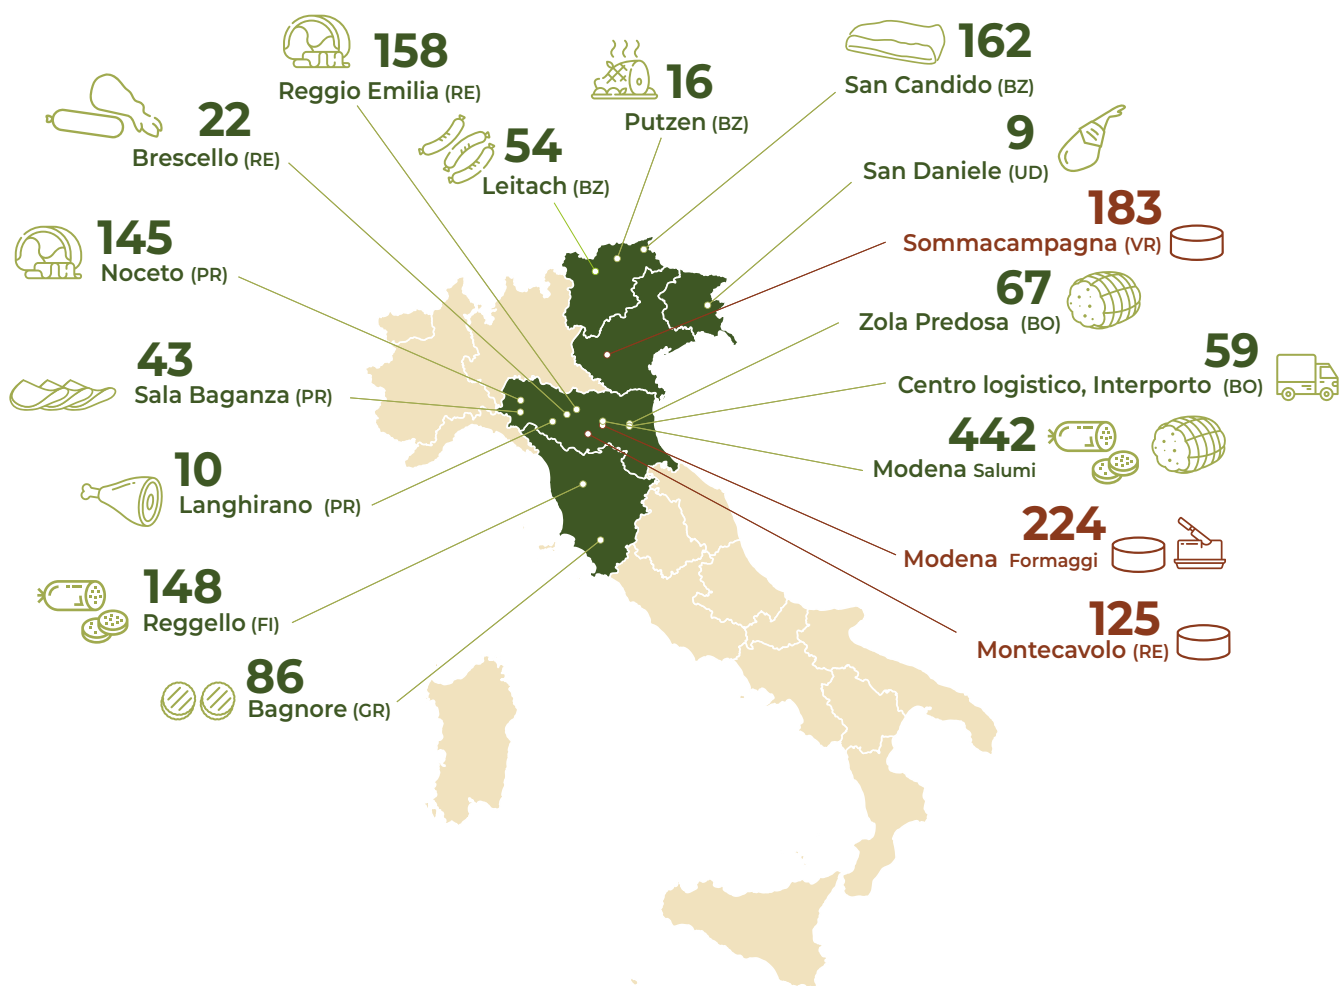 158
Reggio Emilia (RE)
22
Brescello (RE)
54
Leitach (BZ)
16
Putzen (BZ)
162
San Candido (BZ)
9
San Daniele (UD)
183
Sommacampagna (VR)
145
Noceto (PR)
67
Zola Predosa (BO)
43
Sala Baganza (PR)
59
Centro logistico, Interporto (BO)
442
Modena Salumi
10
Langhirano (PR)
224
Modena Formaggi
148
Reggello (FI)
125
Montecavolo (RE)
86
Bagnore (GR)